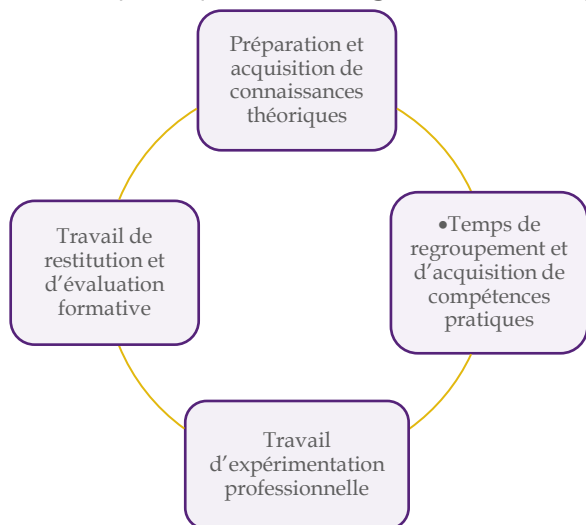 Préparation et
acquisition de
connaissances
théoriques
•Temps de
regroupement et
d’acquisition de
compétences
pratiques
Travail
d’expérimentation
professionnelle
Travail de
restitution et
d’évaluation
formative